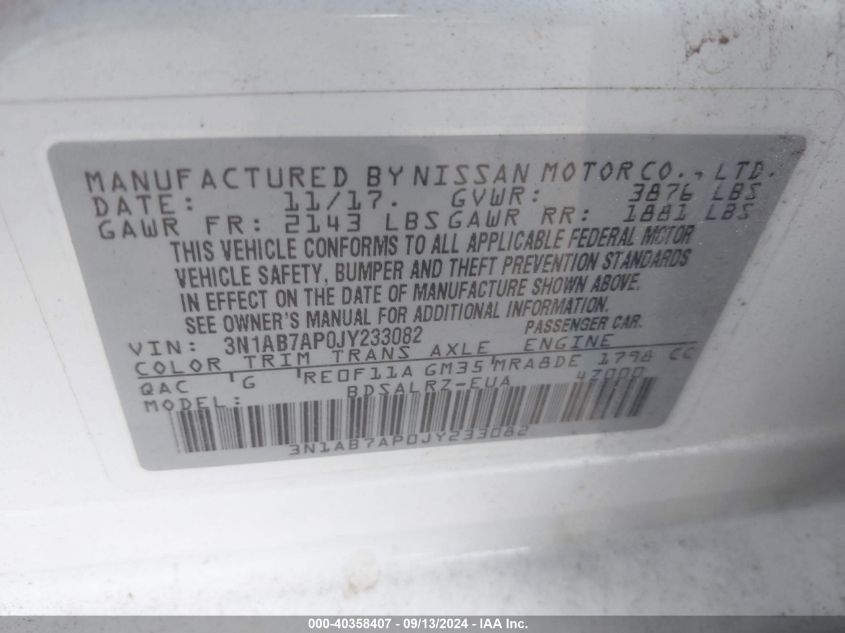 MANUFACTURED BY NISSAN MOTOR CO., LTD.
DATE: 11/17. GVWR: 3876 LBS
GAWR FR: 2143 LBS GAWR RR: 1881 LBS
THIS VEHICLE CONFORMS TO ALL APPLICABLE FEDERAL MOTOR
VEHICLE SAFETY, BUMPER AND THEFT PREVENTION STANDARDS
IN EFFECT ON THE DATE OF MANUFACTURE SHOWN ABOVE.
SEE OWNER'S MANUAL FOR ADDITIONAL INFORMATION.
VIN: 3N1AB7AP0JY233082 PASSENGER CAR.
COLOR TRIM TRANS AXLE ENGINE
QAC 'G 'RE0F11A GM35 'MRA8DE 1798 CC
MODEL: BDSALRZ-EUA 47000
3N1AB7AP0JY233082
000-40358407 - 09/13/2024 - IAA Inc.